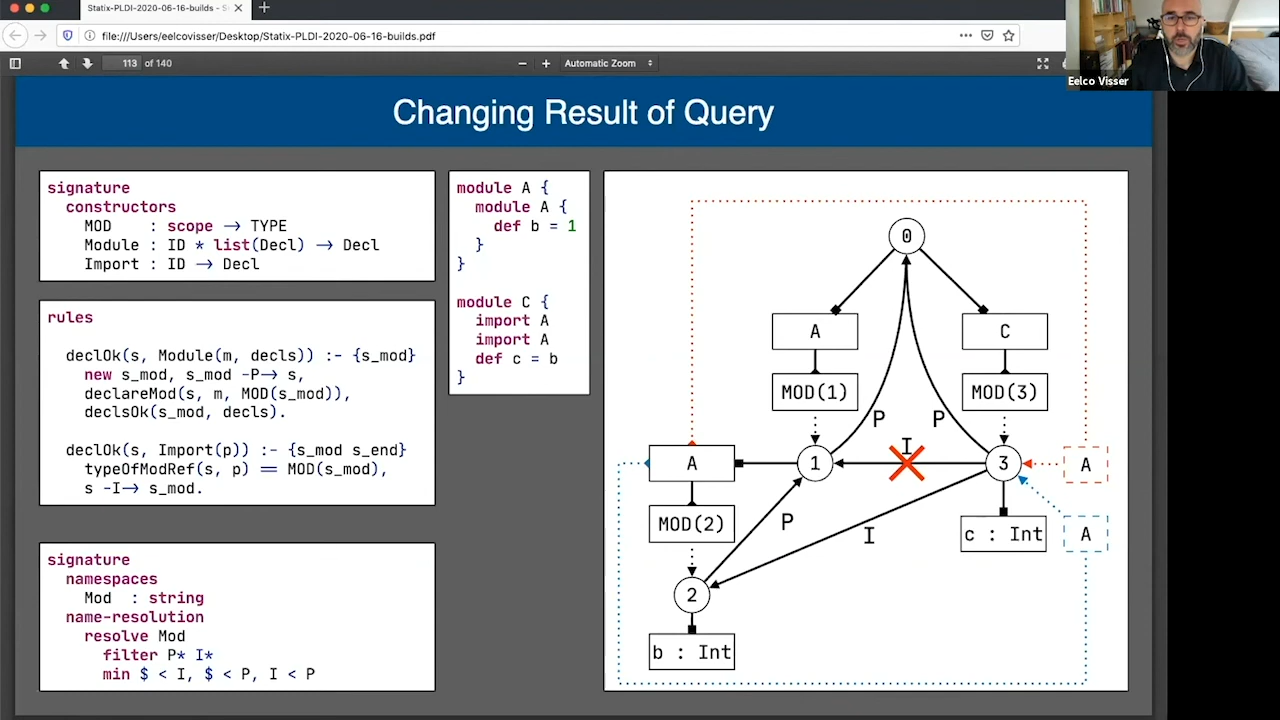 Statix-PLDI-2020-06-16-builds - S
file:///Users/eelcovisser/Desktop/Statix-PLDI-2020-06-16-builds.pdf
113 of 140
Automatic Zoom
Eelco Visser
Changing Result of Query
signature
constructors
MOD : scope → TYPE
Module : ID * list(Decl) → Decl
Import : ID → Decl
rules
declOk(s, Module(m, decls)) :- {s_mod}
new s_mod, s_mod -P→ s,
declareMod(s, m, MOD(s_mod)),
declsOk(s_mod, decls).
declOk(s, Import(p)) :- {s_mod s_end}
typeOfModRef(s, p) == MOD(s_mod),
s -I→ s_mod.
signature
namespaces
Mod : string
name-resolution
resolve Mod
filter P* I*
min $ < I, $ < P, I < P
module A {
module A {
def b = 1
}
}
module C {
import A
import A
def c = b
}
0
A
C
MOD(1)
MOD(3)
P
P
I
A
1
3
A
MOD(2)
P
I
c : Int
A
2
b : Int